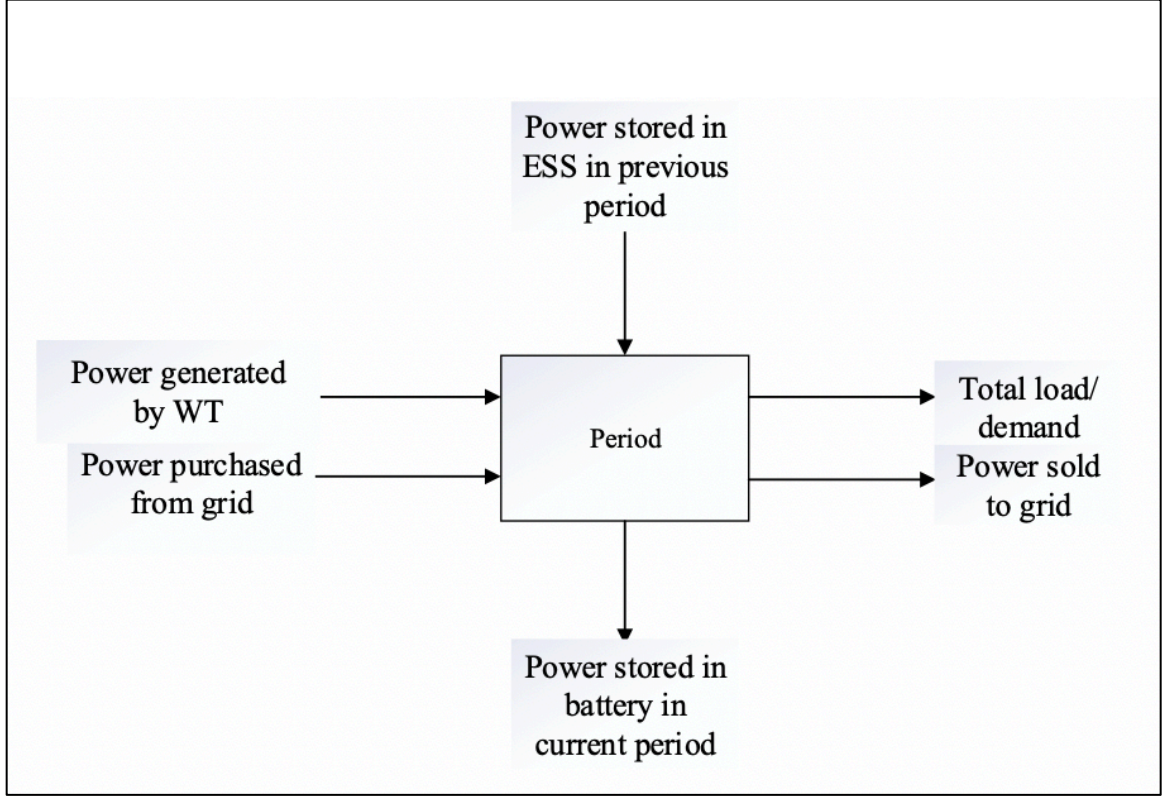 Power stored in
ESS in previous
period
Power generated
by WT
Power purchased
from grid
Period
Total load/
demand
Power sold
to grid
Power stored in
battery in
current period